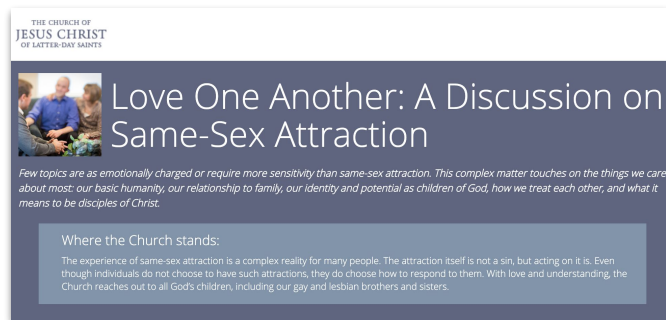 THE CHURCH OF
JESUS CHRIST
OF LATTER-DAY SAINTS
Love One Another: A Discussion on
Same-Sex Attraction
Few topics are as emotionally charged or require more sensitivity than same-sex attraction. This complex matter touches on the things we care
about most: our basic humanity, our relationship to family, our identity and potential as children of God, how we treat each other, and what it
means to be disciples of Christ.
Where the Church stands:
The experience of same-sex attraction is a complex reality for many people. The attraction itself is not a sin, but acting on it is. Even
though individuals do not choose to have such attractions, they do choose how to respond to them. With love and understanding, the
Church reaches out to all God's children, including our gay and lesbian brothers and sisters.